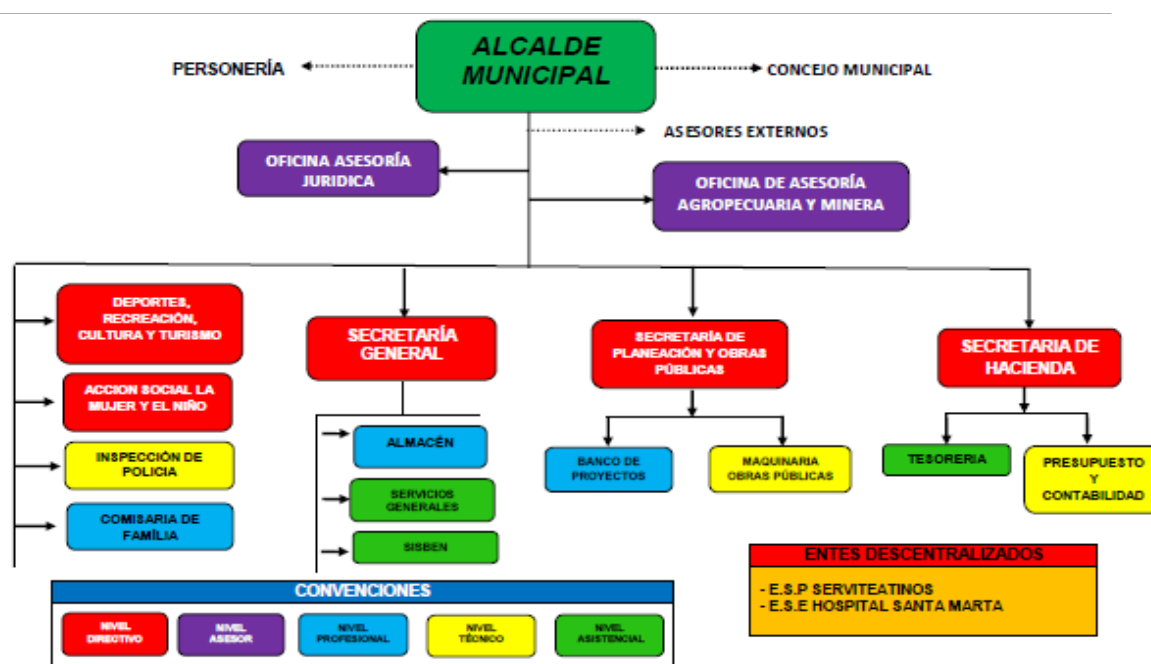 ALCALDE
MUNICIPAL
PERSONERÍA
CONCEJO MUNICIPAL
ASESORES EXTERNOS
OFICINA ASESORÍA
JURIDICA
OFICINA DE ASESORÍA
AGROPECUARIA Y MINERA
DEPORTES,
RECREACIÓN,
CULTURA Y TURISMO
ACCION SOCIAL LA
MUJER Y EL NIÑO
INSPECCIÓN DE
POLICIA
COMISARIA DE
FAMÍLIA
SECRETARÍA
GENERAL
ALMACÉN
SERVICIOS
GENERALES
SISBEN
SECRETARÍA DE
PLANEACIÓN Y OBRAS
PÚBLICAS
BANCO DE
PROYECTOS
MAQUINARIA
OBRAS PÚBLICAS
SECRETARIA DE
HACIENDA
TESORERIA
PRESUPUESTO
Y
CONTABILIDAD
ENTES DESCENTRALIZADOS
- E.S.P SERVITEATINOS
- E.S.E HOSPITAL SANTA MARTA
CONVENCIONES
NIVEL
DIRECTIVO
NIVEL
ASESOR
NIVEL
PROFESIONAL
NIVEL
TÉCNICO
NIVEL
ASISTENCIAL